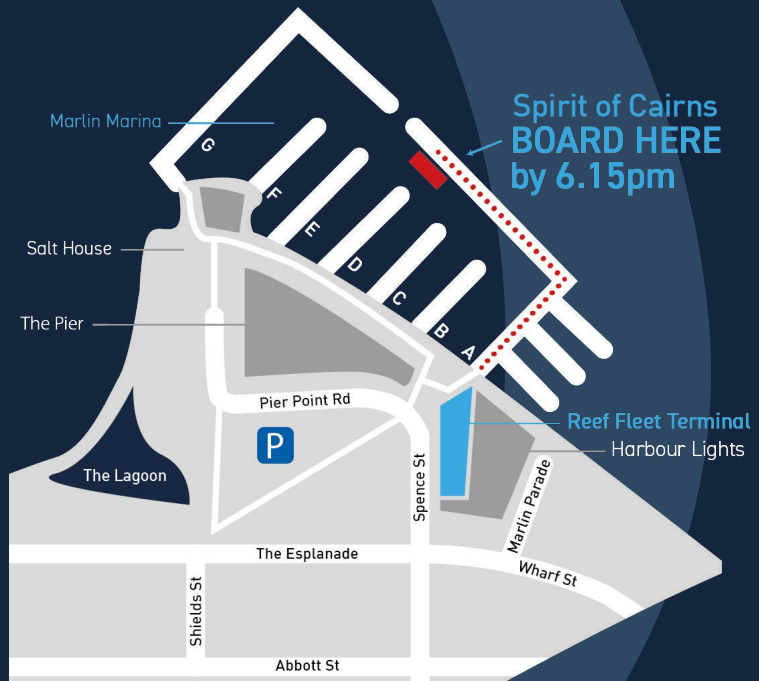 Spirit of Cairns
BOARD HERE
by 6.15pm
Marlin Marina
G
F
E
D
C
B
A
Salt House
The Pier
Pier Point Rd
P
Reef Fleet Terminal
Harbour Lights
The Lagoon
Spence St
Marlin Parade
The Esplanade
Wharf St
Shields St
Abbott St